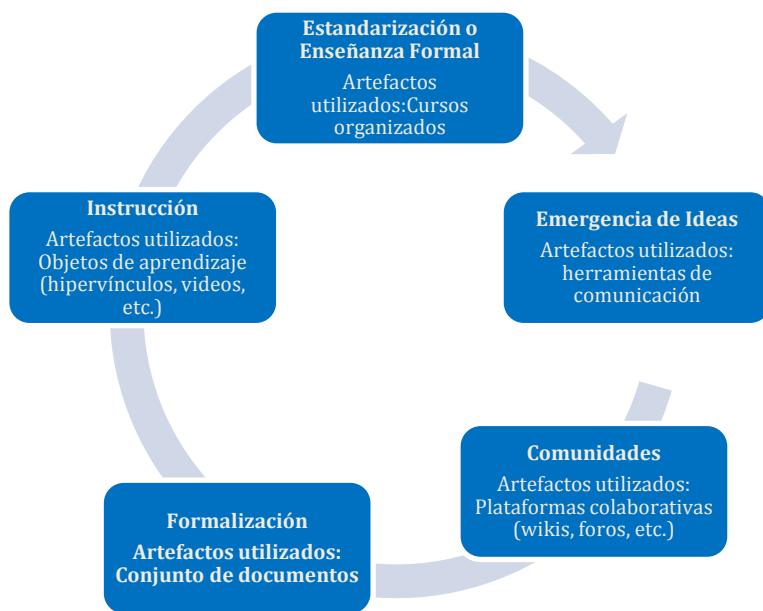 Estandarización o
Enseñanza Formal
Artefactos
utilizados:Cursos
organizados
Emergencia de Ideas
Artefactos utilizados:
herramientas de
comunicación
Comunidades
Artefactos utilizados:
Plataformas colaborativas
(wikis, foros, etc.)
Formalización
Artefactos utilizados:
Conjunto de documentos
Instrucción
Artefactos utilizados:
Objetos de aprendizaje
(hipervínculos, videos,
etc.)